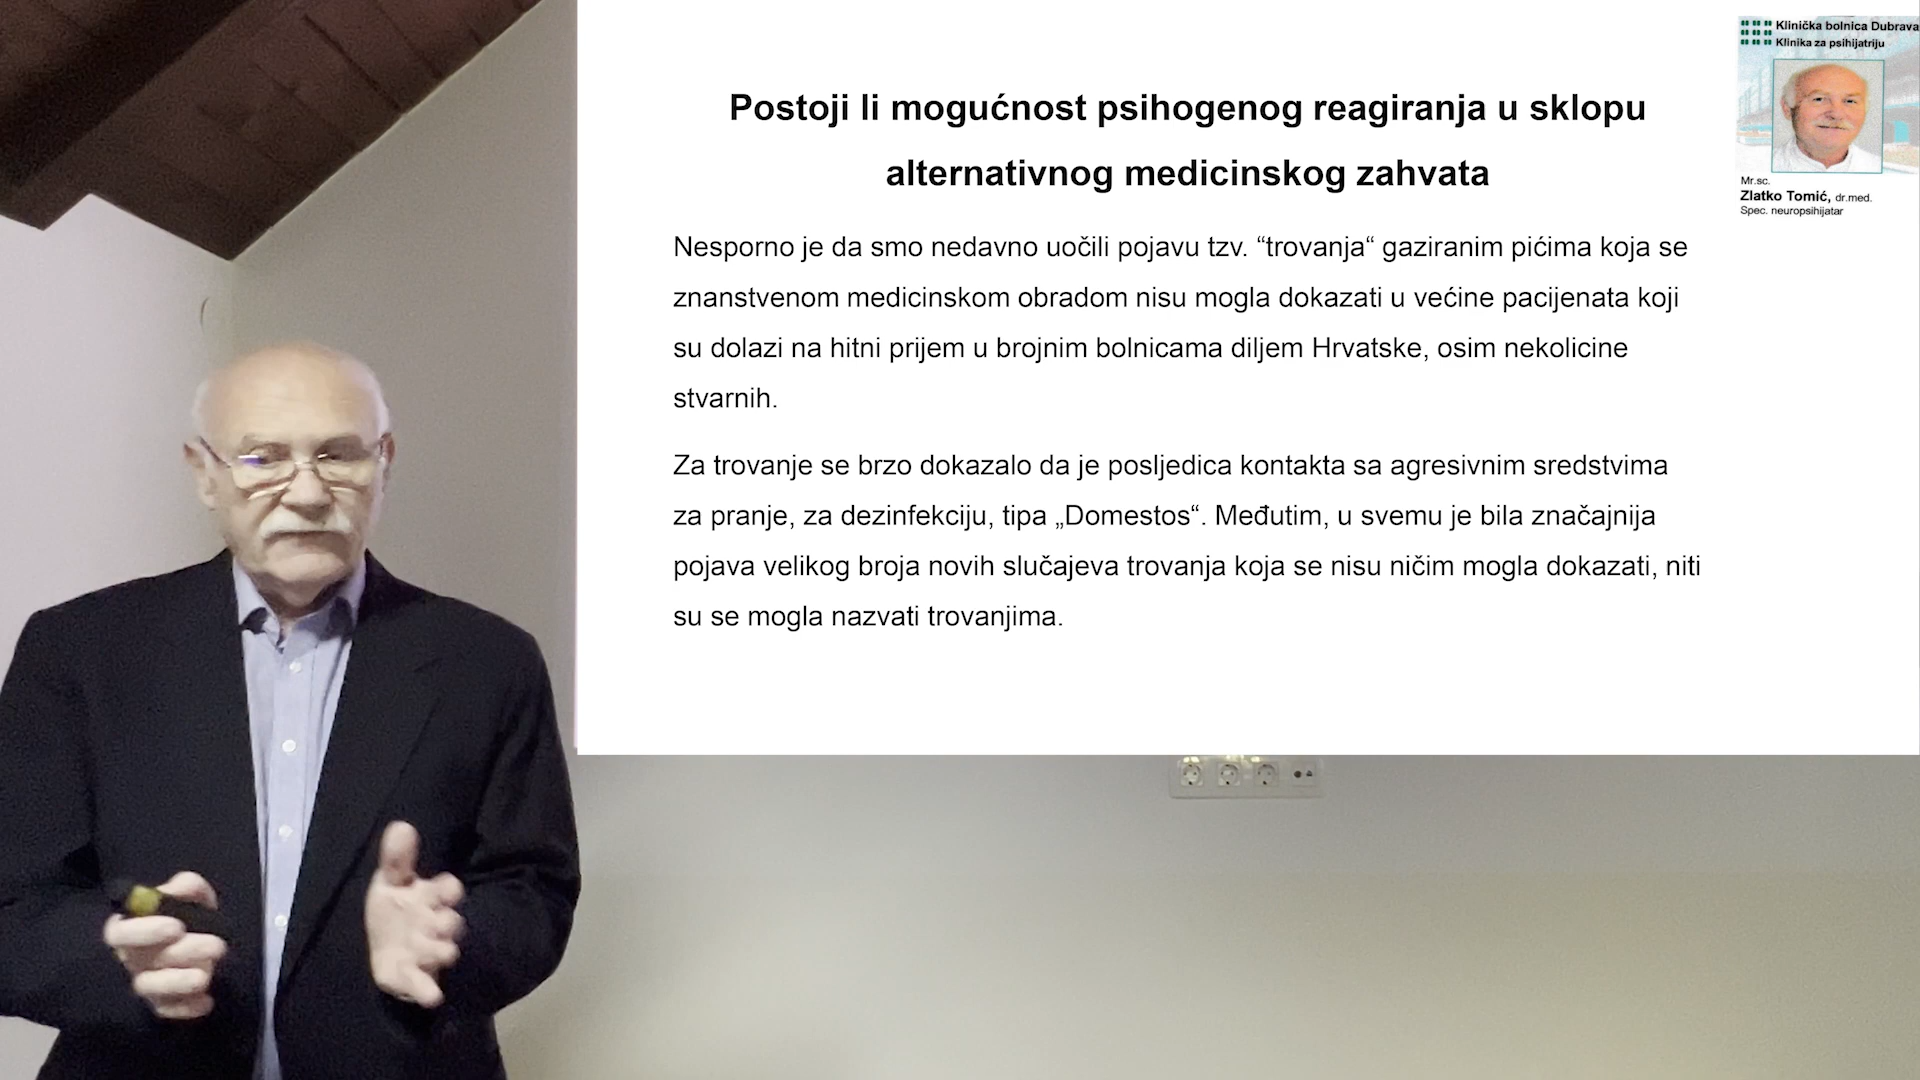 Klinička bolnica Dubrava
Klinika za psihijatriju
Mr.sc.
Zlatko Tomić, dr.med.
Spec. neuropsihijatar
Postoji li mogućnost psihogenog reagiranja u sklopu
alternativnog medicinskog zahvata
Nesporno je da smo nedavno uočili pojavu tzv. “trovanja“ gaziranim pićima koja se
znanstvenom medicinskom obradom nisu mogla dokazati u većine pacijenata koji
su dolazi na hitni prijem u brojnim bolnicama diljem Hrvatske, osim nekolicine
stvarnih.
Za trovanje se brzo dokazalo da je posljedica kontakta sa agresivnim sredstvima
za pranje, za dezinfekciju, tipa „Domestos“. Međutim, u svemu je bila značajnija
pojava velikog broja novih slučajeva trovanja koja se nisu ničim mogla dokazati, niti
su se mogla nazvati trovanjima.